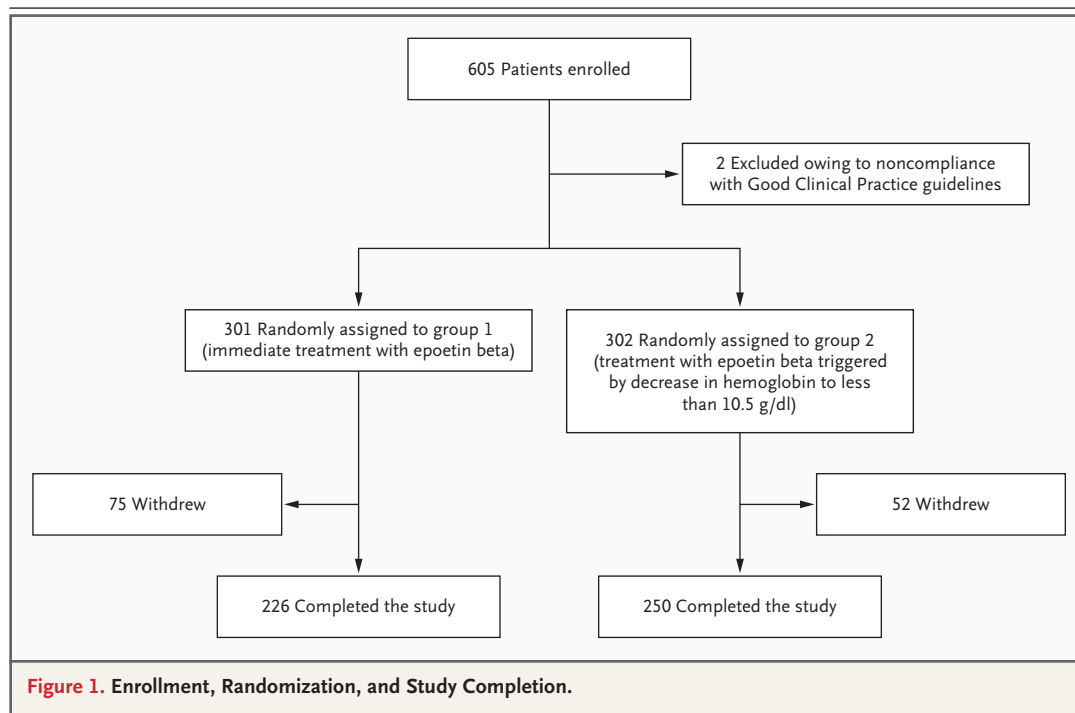 605 Patients enrolled
2 Excluded owing to noncompliance
with Good Clinical Practice guidelines
301 Randomly assigned to group 1
(immediate treatment with epoetin beta)
302 Randomly assigned to group 2
(treatment with epoetin beta triggered
by decrease in hemoglobin to less
than 10.5 g/dl)
75 Withdrew
52 Withdrew
226 Completed the study
250 Completed the study
Figure 1. Enrollment, Randomization, and Study Completion.